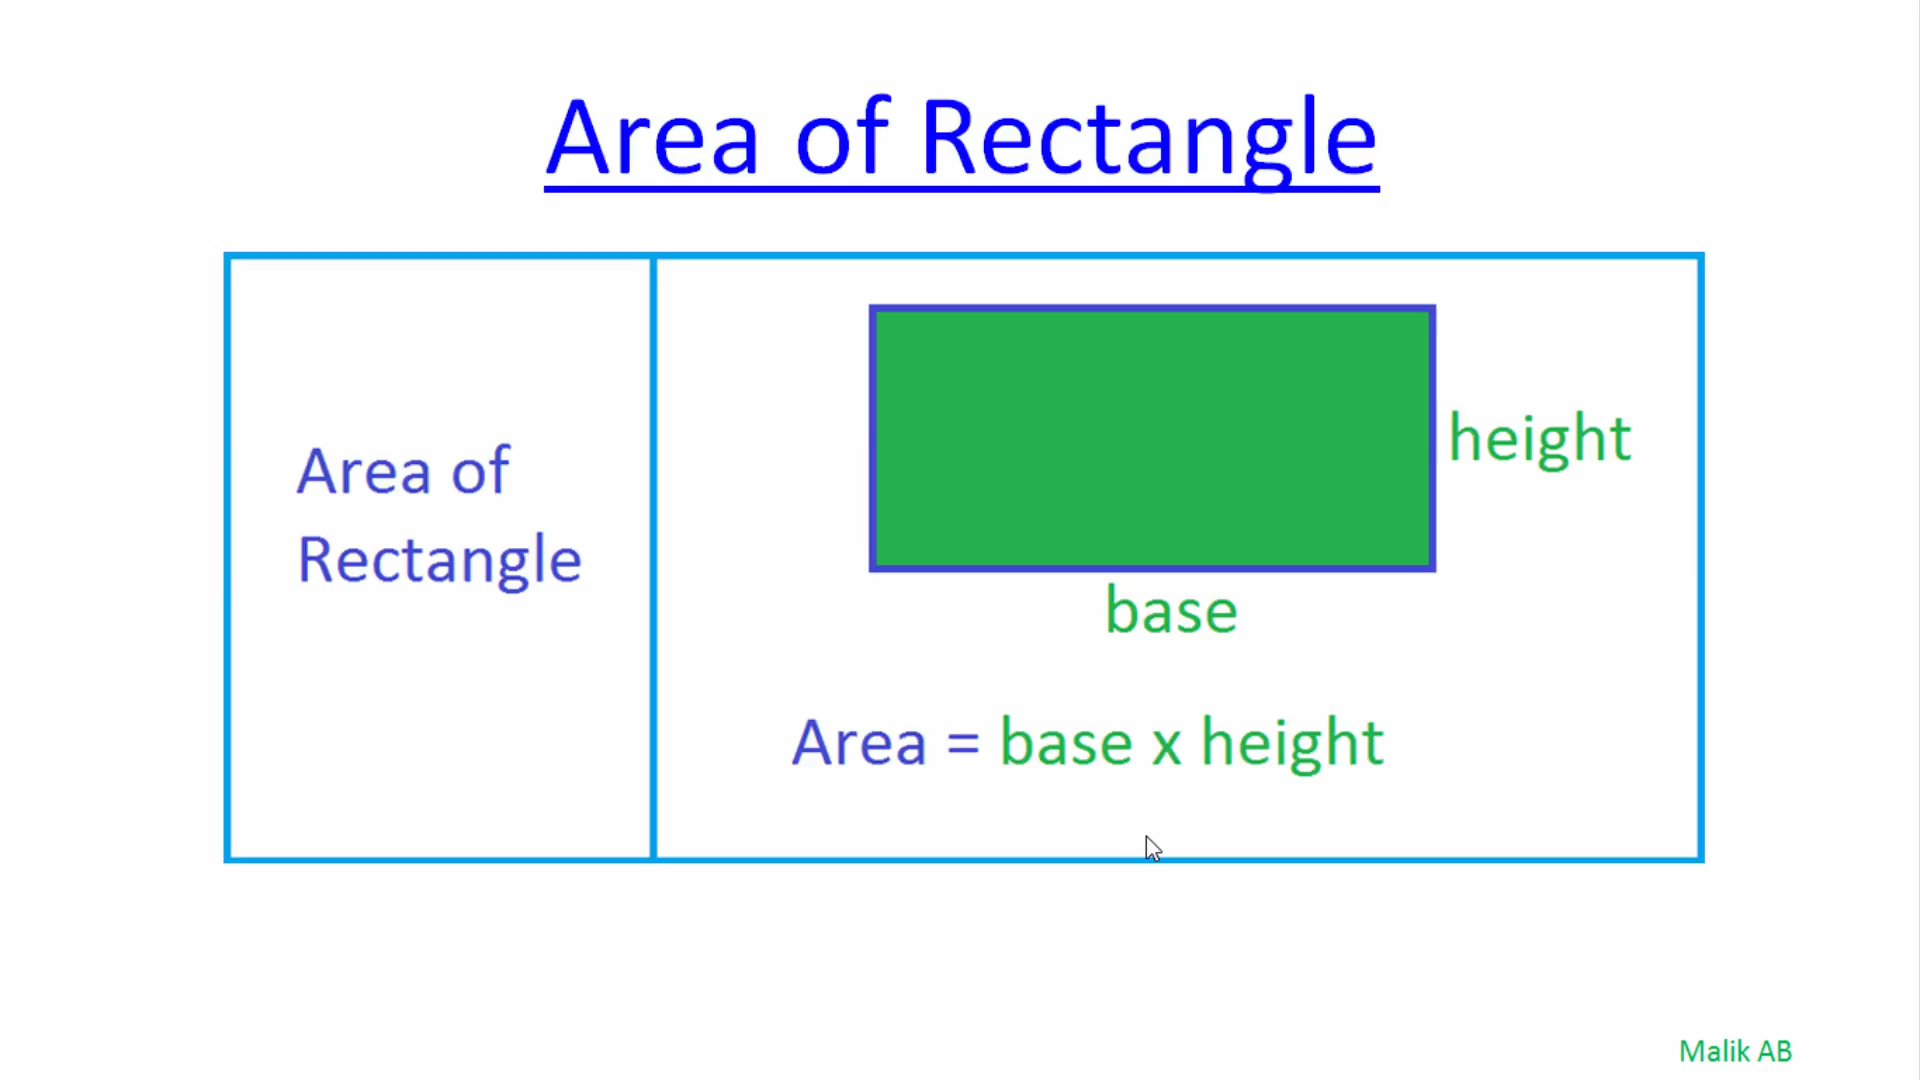 Area of Rectangle
Area of
Rectangle
height
base
Area = base x height
Malik AB